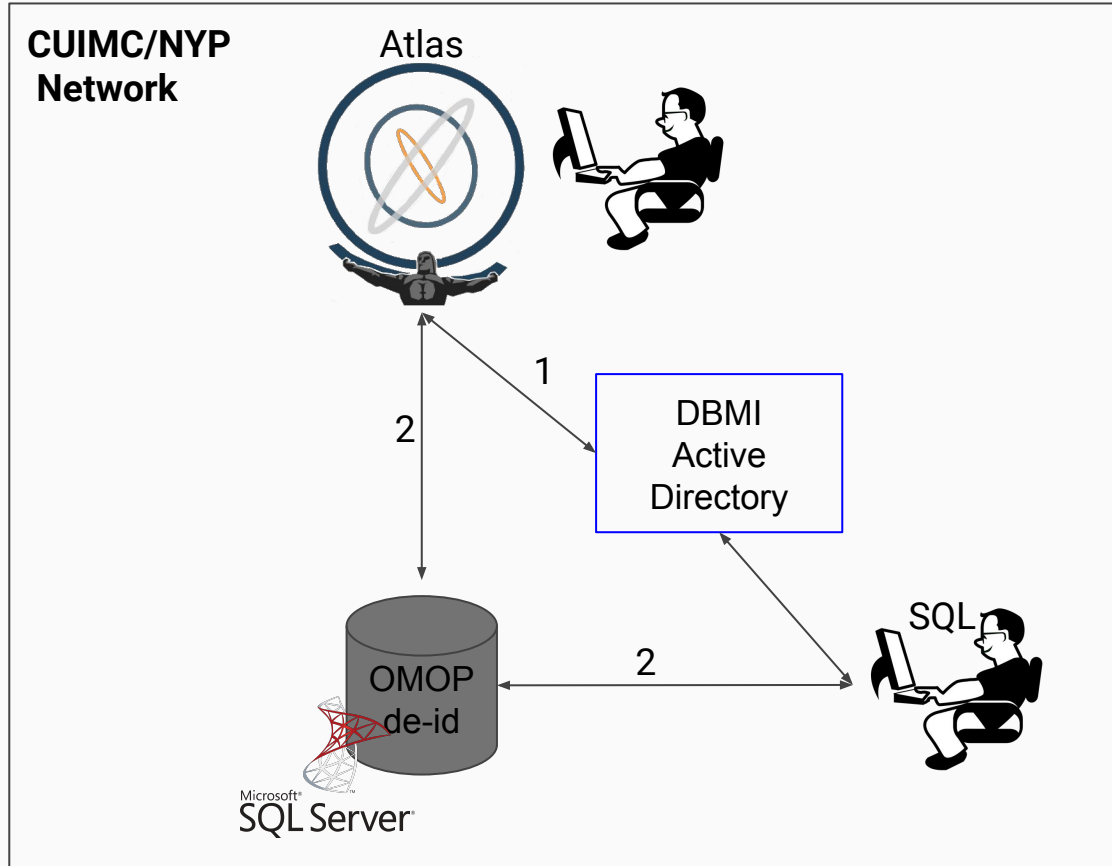 CUIMC/NYP
Network
Atlas
1
2
DBMI
Active
Directory
SQL
2
OMOP
de-id
Microsoft®
SQL Server®